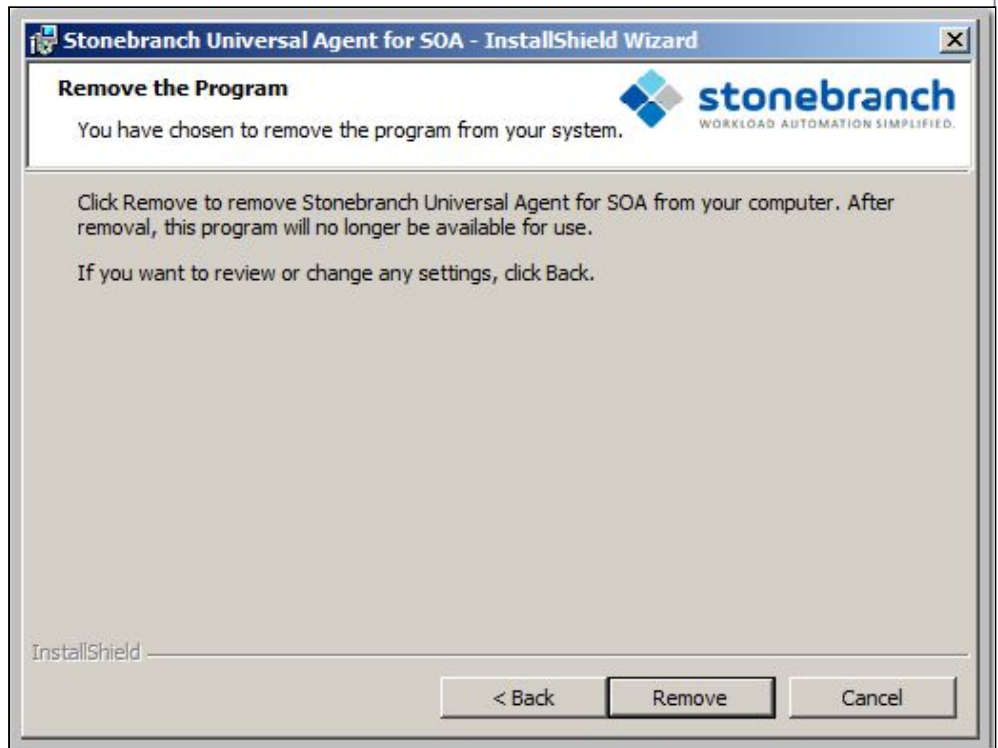 Stonebranch Universal Agent for SOA - InstallShield Wizard
Remove the Program
You have chosen to remove the program from your system.
stonebranch
WORKLOAD AUTOMATION SIMPLIFIED.
Click Remove to remove Stonebranch Universal Agent for SOA from your computer. After
removal, this program will no longer be available for use.
If you want to review or change any settings, click Back.
InstallShield
< Back
Remove
Cancel